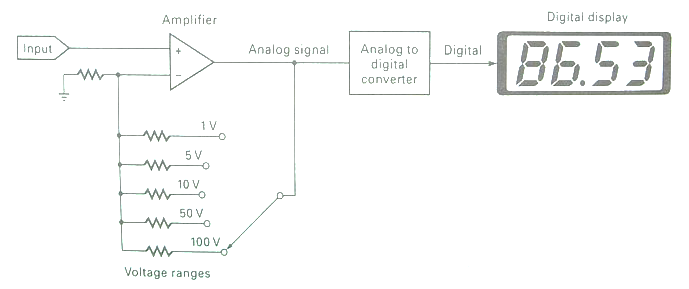 Amplifier
Digital display
Input
+
Analog signal
Analog to
digital
converter
Digital
86.53
−
1 V
5 V
10 V
50 V
100 V
Voltage ranges